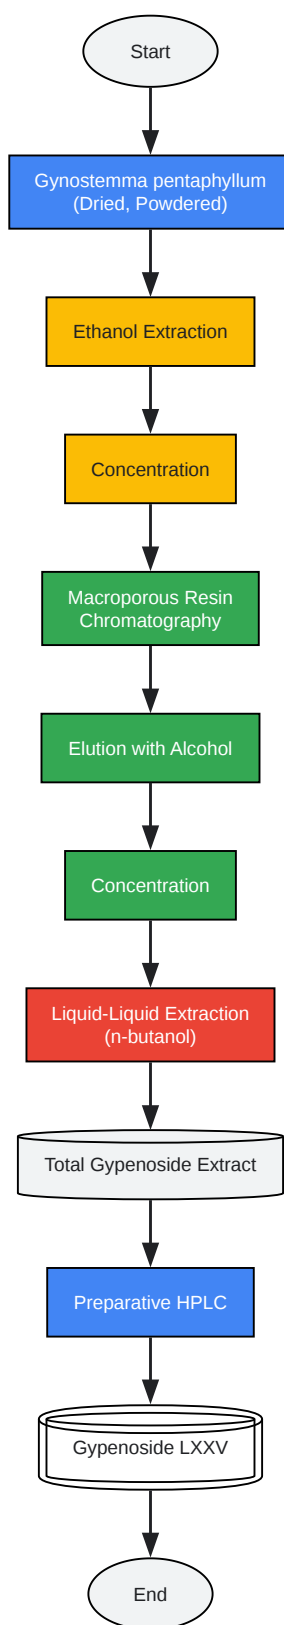 Start
Gynostemma pentaphyllum
(Dried, Powdered)
Ethanol Extraction
Concentration
Macroporous Resin
Chromatography
Elution with Alcohol
Concentration
Liquid-Liquid Extraction
(n-butanol)
Total Gypenoside Extract
Preparative HPLC
Gypenoside LXXV
End